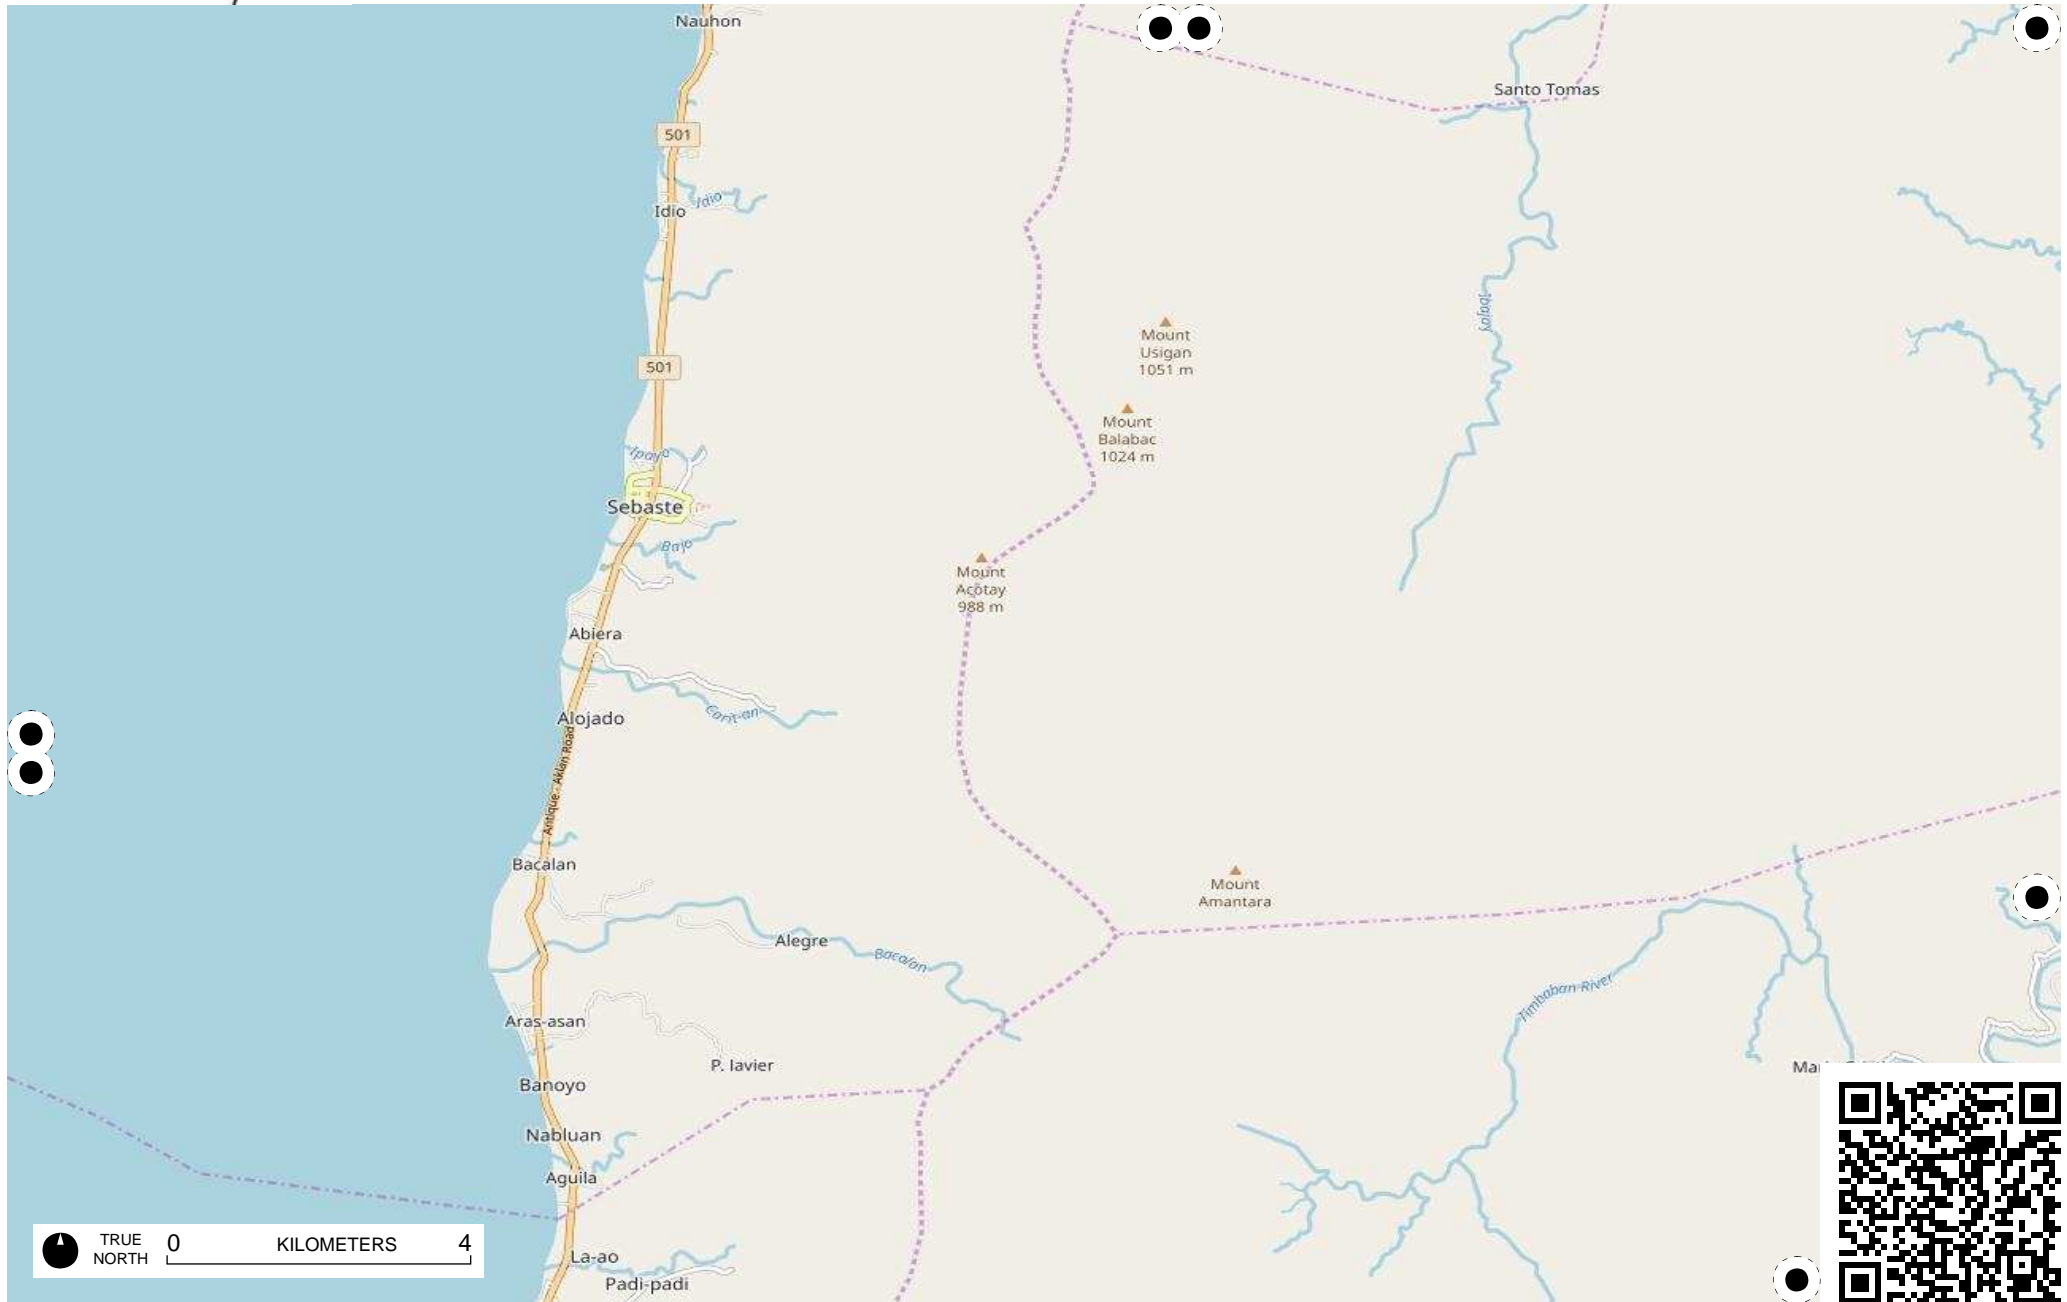 Nauhon
Santo Tomas
501
Idio
Idio
Ibajay
Mount
Usigan
1051 m
501
Mount
Balabac
1024 m
Ipayo
Sebaste
Bajo
Mount
Acotay
988 m
Abiera
Alojado
Carit-an
Antique - Aklan Road
Bacalan
Mount
Amantara
Alegre
Bacalan
Timbaban River
Aras-asan
P. Iavier
Banoyo
Nabluan
Aguila
TRUE
NORTH
0 KILOMETERS 4
La-ao
Padi-padi